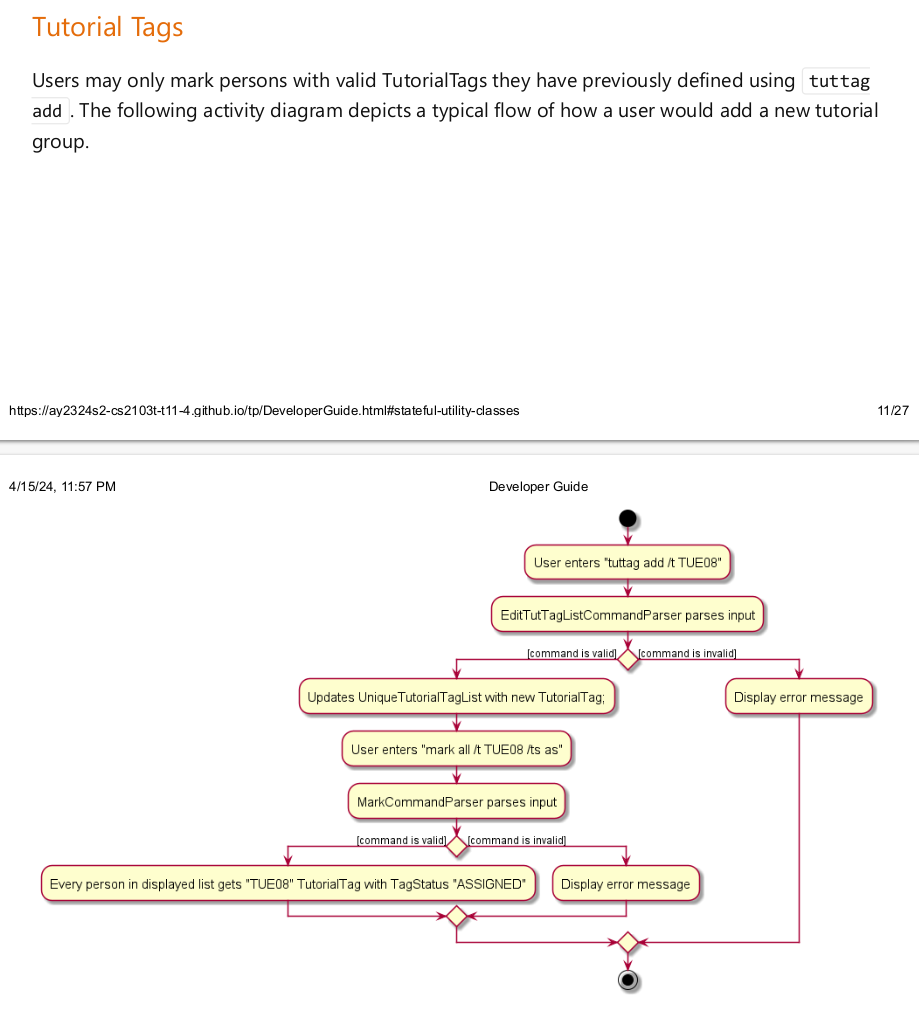 Tutorial Tags
Users may only mark persons with valid TutorialTags they have previously defined using tuttag
add . The following activity diagram depicts a typical flow of how a user would add a new tutorial
group.
https://ay2324s2-cs2103t-t11-4.github.io/tp/DeveloperGuide.html#stateful-utility-classes
11/27
4/15/24, 11:57 PM
Developer Guide
User enters "tuttag add /t TUE08"
EditTutTagListCommandParser parses input
[command is valid]
[command is invalid]
Updates UniqueTutorialTagList with new TutorialTag;
Display error message
User enters "mark all /t TUE08 /ts as"
MarkCommandParser parses input
[command is valid]
[command is invalid]
Every person in displayed list gets "TUE08" TutorialTag with TagStatus "ASSIGNED"
Display error message